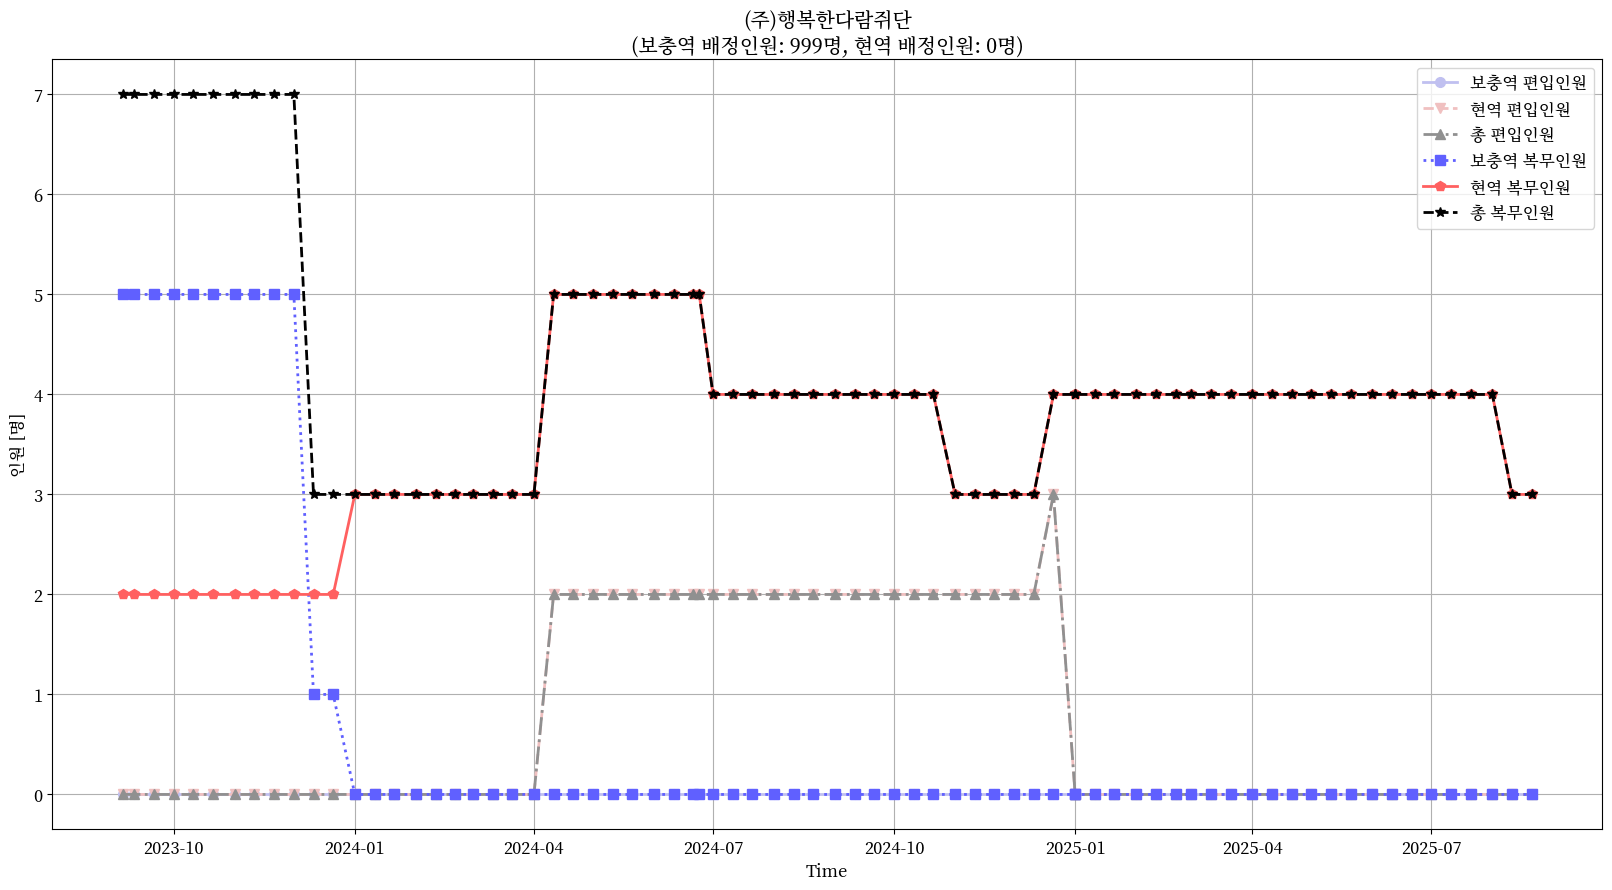 (주)행복한다람쥐단
(보충역 배정인원: 999명, 현역 배정인원: 0명)
보충역 편입인원
현역 편입인원
총 편입인원
보충역 복무인원
현역 복무인원
총 복무인원
인원 [명]
7
6
5
4
3
2
1
0
2023-10
2024-01
2024-04
2024-07
2024-10
2025-01
2025-04
2025-07
Time